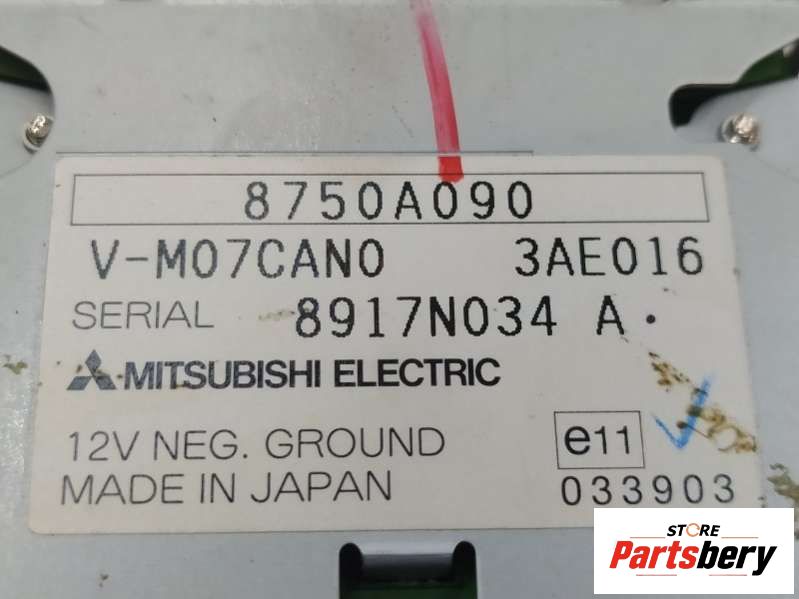 8750A090
V-M07CAN0 3AE016
SERIAL 8917N034 A.
MITSUBISHI ELECTRIC
12V NEG. GROUND e11
MADE IN JAPAN 033903
STORE
Partsbery